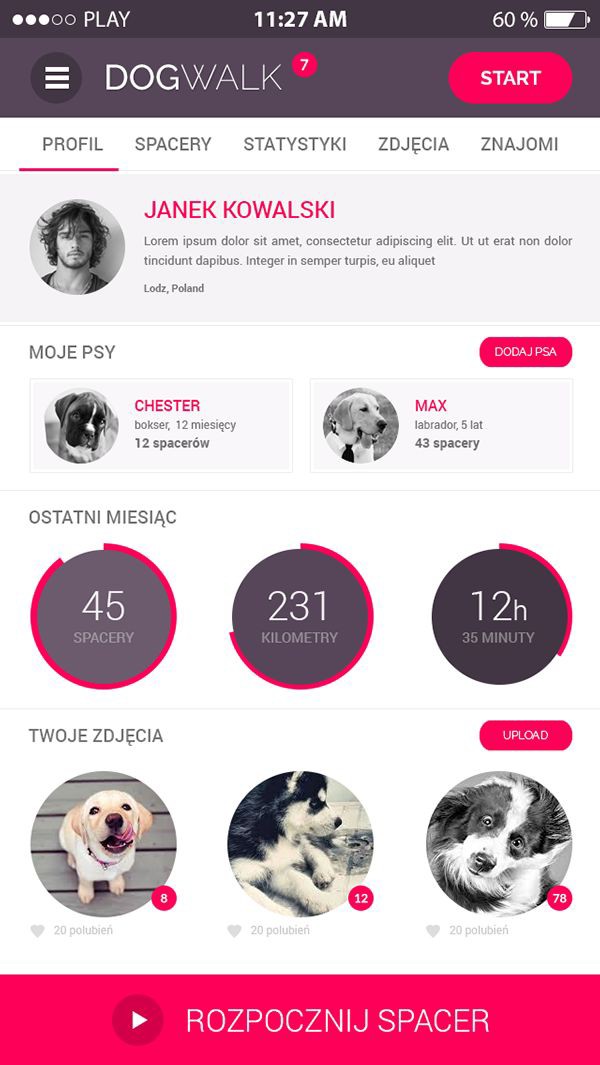 PLAY 11:27 AM 60 %
DOGWALK 7 START
PROFIL SPACERY STATYSTYKI ZDJĘCIA ZNAJOMI
JANEK KOWALSKI
Lorem ipsum dolor sit amet, consectetur adipiscing elit. Ut ut erat non dolor
tincidunt dapibus. Integer in semper turpis, eu aliquet
Lodz, Poland
MOJE PSY DODAJ PSA
CHESTER
bokser, 12 miesięcy
12 spacerów
MAX
labrador, 5 lat
43 spacery
OSTATNI MIESIĄC
45
SPACERY
231
KILOMETRY
12h
35 MINUTY
TWOJE ZDJĘCIA UPLOAD
8 12 78
20 polubień 20 polubień 20 polubień
ROZPOCZNIJ SPACER